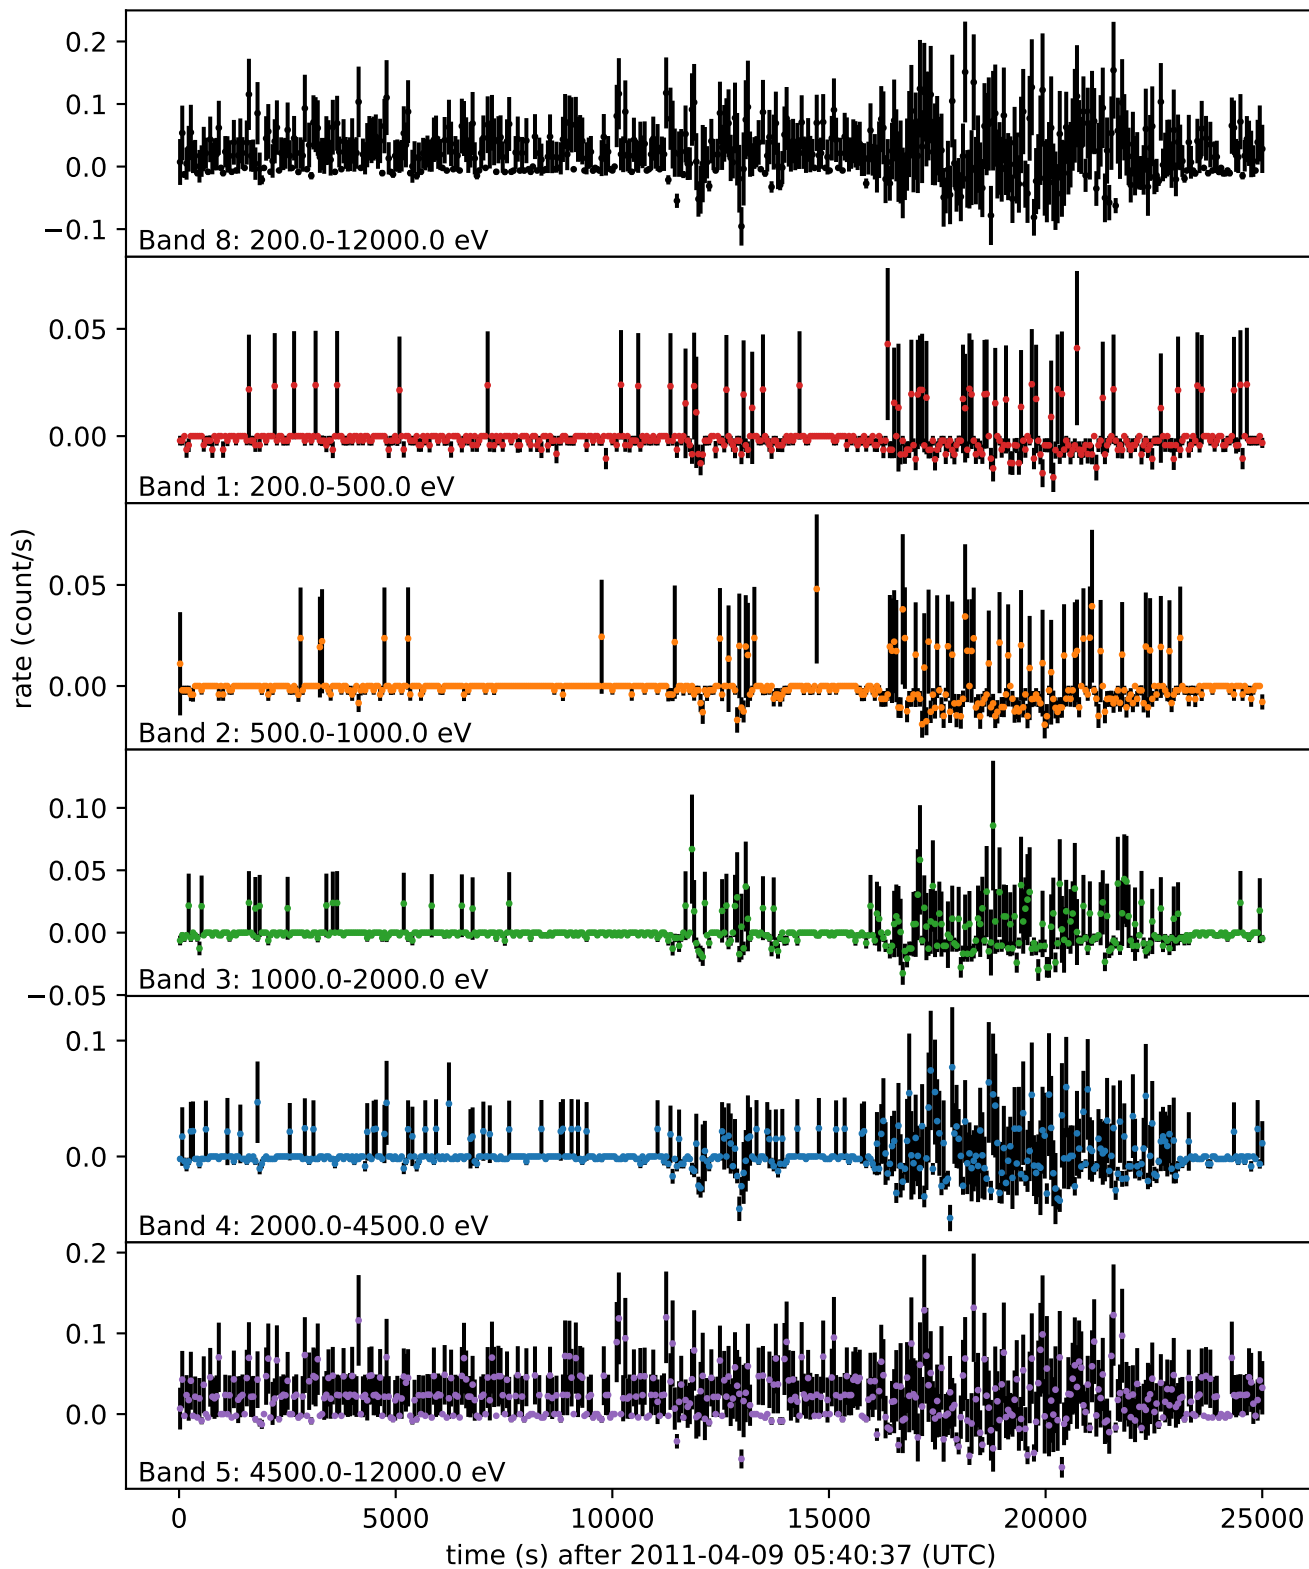 0.2
0.1
0.0
−0.1
Band 8: 200.0-12000.0 eV
0.05
0.00
Band 1: 200.0-500.0 eV
rate (count/s)
0.05
0.00
Band 2: 500.0-1000.0 eV
0.10
0.05
0.00
−0.05
Band 3: 1000.0-2000.0 eV
0.1
0.0
Band 4: 2000.0-4500.0 eV
0.2
0.1
0.0
Band 5: 4500.0-12000.0 eV
0 5000 10000 15000 20000 25000
time (s) after 2011-04-09 05:40:37 (UTC)